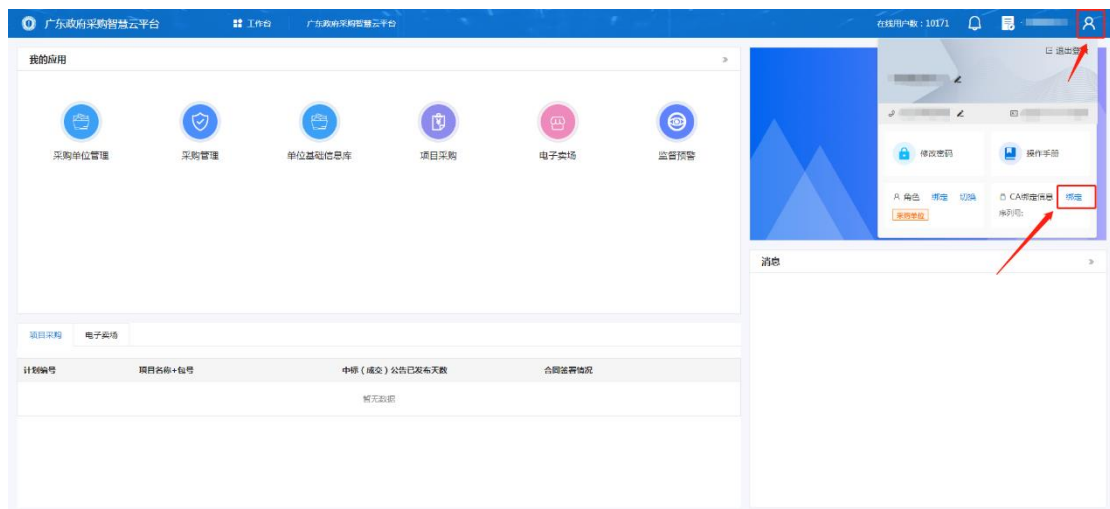 广东政府采购智慧云平台 工作台 广东政府采购智慧云平台 在线用户数：10171
退出登录
我的应用
采购单位管理 采购管理 单位基础信息库 项目采购 电子卖场 监督预警
修改密码 操作手册
角色 绑定 切换 CA绑定信息 绑定
采购单位 序列号:
消息
项目采购 电子卖场
计划编号 项目名称+包号 中标（成交）公告已发布天数 合同签署情况
暂无数据